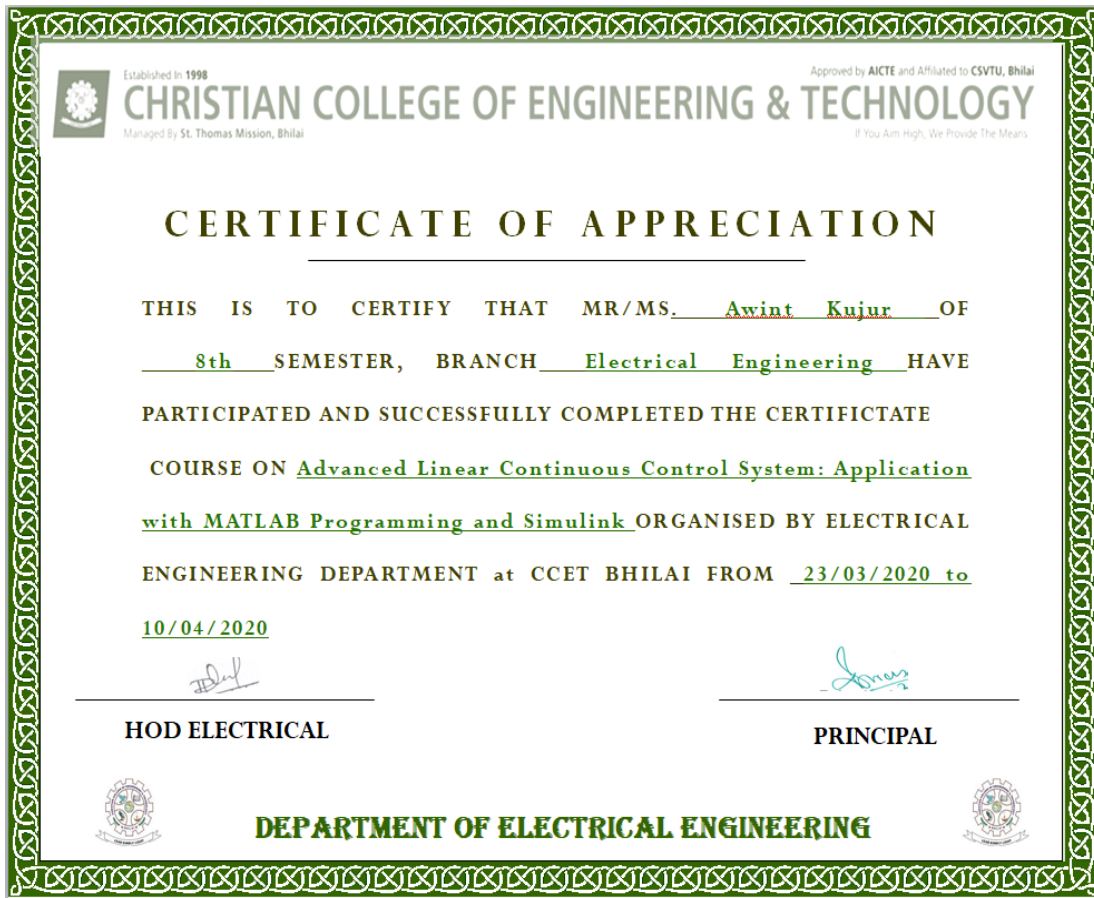 Established In 1998
Approved by AICTE and Affiliated to CSVTU, Bhilai
CHRISTIAN COLLEGE OF ENGINEERING & TECHNOLOGY
Managed By St. Thomas Mission, Bhilai
If You Aim High, We Provide The Means
CERTIFICATE OF APPRECIATION
THIS IS TO CERTIFY THAT MR/MS. Awint Kujur OF
8th SEMESTER, BRANCH Electrical Engineering HAVE
PARTICIPATED AND SUCCESSFULLY COMPLETED THE CERTIFICTATE
COURSE ON Advanced Linear Continuous Control System: Application
with MATLAB Programming and Simulink ORGANISED BY ELECTRICAL
ENGINEERING DEPARTMENT at CCET BHILAI FROM 23/03/2020 to
10/04/2020
HOD ELECTRICAL
PRINCIPAL
DEPARTMENT OF ELECTRICAL ENGINEERING